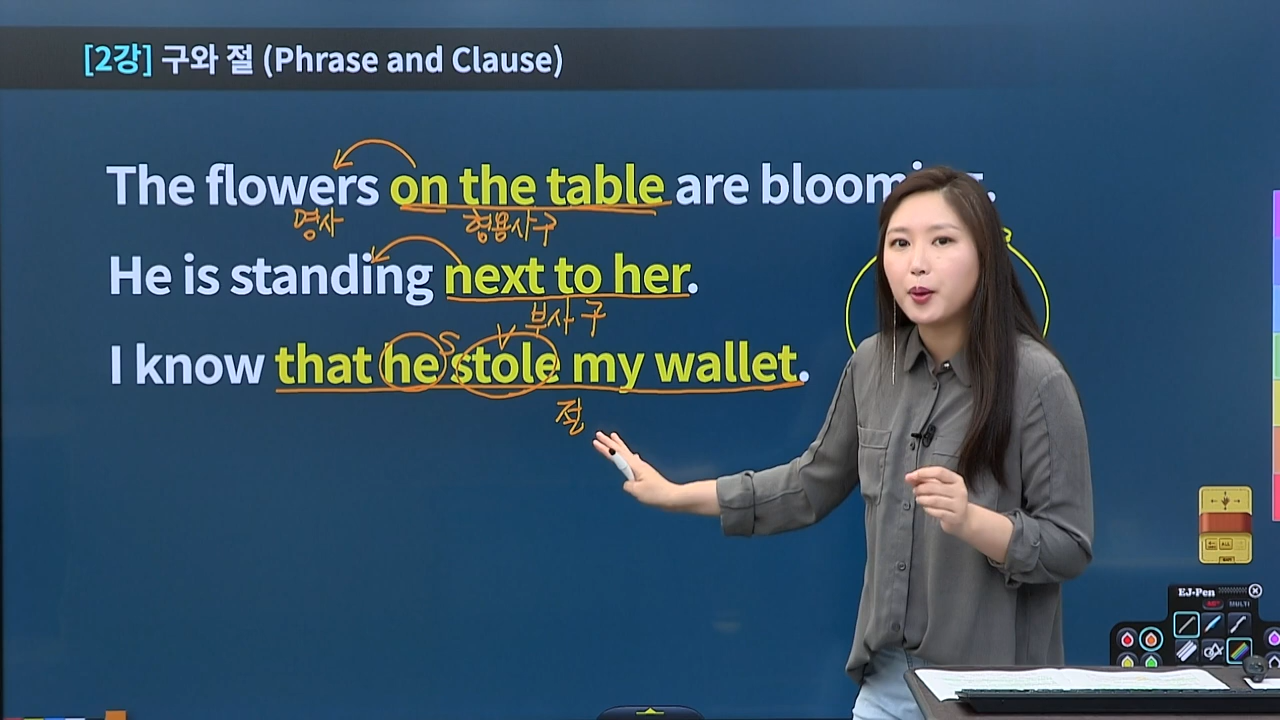 [2강] 구와 절 (Phrase and Clause)
The flowers on the table are blooming.
명사 형용사구
He is standing next to her.
부사구
S V
I know that he stole my wallet.
절
EJ-Pen
MULTI